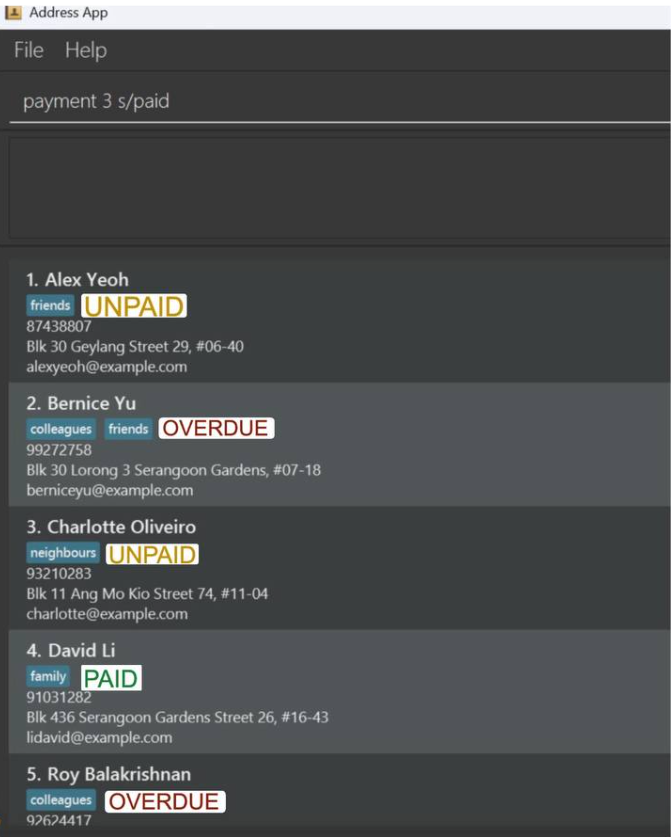 Address App
File Help
payment 3 s/paid
1. Alex Yeoh
friends UNPAID
87438807
Blk 30 Geylang Street 29, #06-40
alexyeoh@example.com
2. Bernice Yu
colleagues friends OVERDUE
99272758
Blk 30 Lorong 3 Serangoon Gardens, #07-18
berniceyu@example.com
3. Charlotte Oliveiro
neighbours UNPAID
93210283
Blk 11 Ang Mo Kio Street 74, #11-04
charlotte@example.com
4. David Li
family PAID
91031282
Blk 436 Serangoon Gardens Street 26, #16-43
lidavid@example.com
5. Roy Balakrishnan
colleagues OVERDUE
92624417